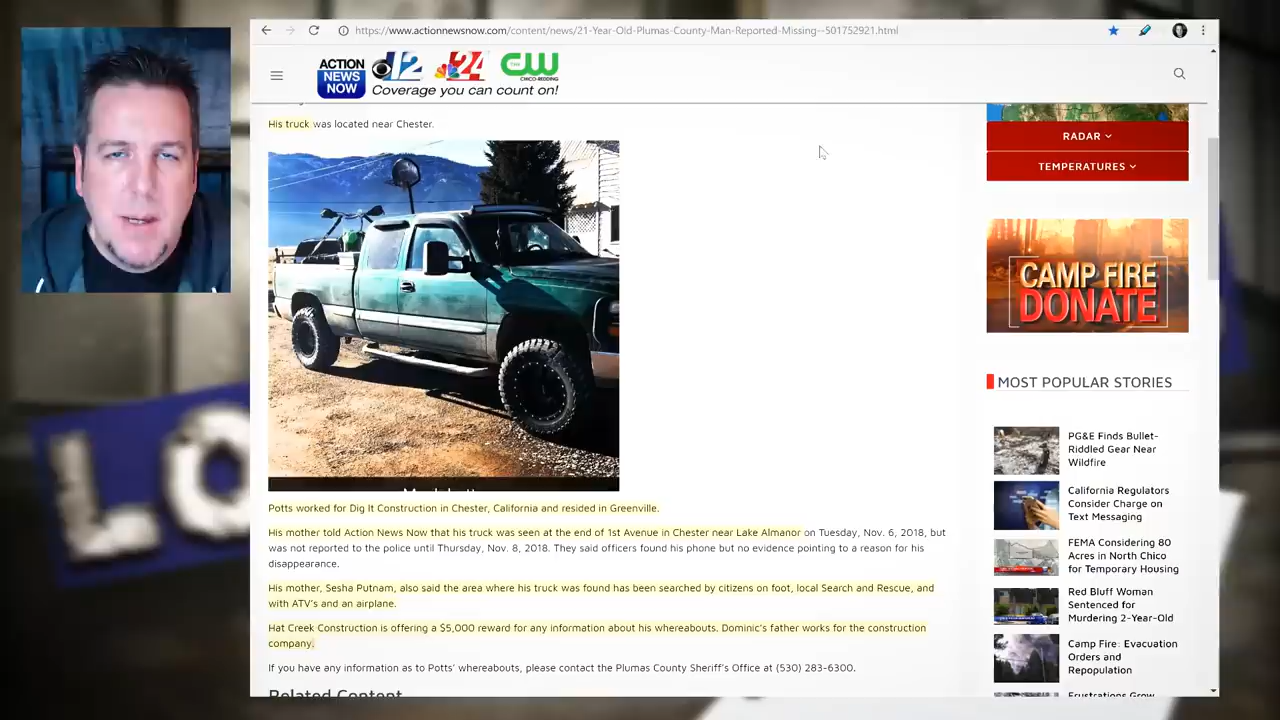 https://www.actionnewsnow.com/content/news/21-Year-Old-Plumas-County-Man-Reported-Missing--501752921.html
ACTION
NEWS
NOW
12
24
THE
CW
CHICO-REDDING
Coverage you can count on!
His truck was located near Chester.
Potts worked for Dig It Construction in Chester, California and resided in Greenville.
His mother told Action News Now that his truck was seen at the end of 1st Avenue in Chester near Lake Almanor on Tuesday, Nov. 6, 2018, but
was not reported to the police until Thursday, Nov. 8, 2018. They said officers found his phone but no evidence pointing to a reason for his
disappearance.
His mother, Sesha Putnam, also said the area where his truck was found has been searched by citizens on foot, local Search and Rescue, and
with ATV's and an airplane.
Hat Creek Construction is offering a $5,000 reward for any information about his whereabouts. Dominic's father works for the construction
company.
If you have any information as to Potts' whereabouts, please contact the Plumas County Sheriff's Office at (530) 283-6300.
Related Content
RADAR
TEMPERATURES
CAMP FIRE
DONATE
MOST POPULAR STORIES
PG&E Finds Bullet-
Riddled Gear Near
Wildfire
California Regulators
Consider Charge on
Text Messaging
FEMA Considering 80
Acres in North Chico
for Temporary Housing
Red Bluff Woman
Sentenced for
Murdering 2-Year-Old
Camp Fire: Evacuation
Orders and
Repopulation
Frustrations Grow
LO